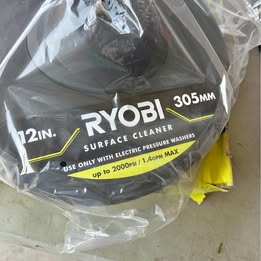 12IN. RYOBI 305MM
SURFACE CLEANER
USE ONLY WITH ELECTRIC PRESSURE WASHERS
up to 2000PSI / 1.4GPM MAX